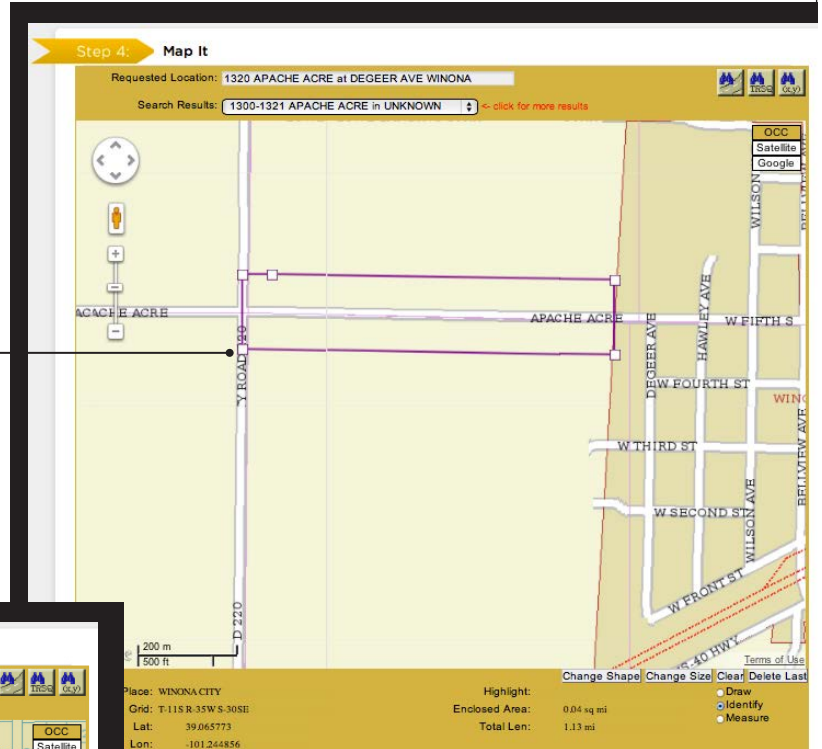 Step 4: Map It
Requested Location: 1320 APACHE ACRE at DEGEER AVE WINONA
Search Results: 1300-1321 APACHE ACRE in UNKNOWN <- click for more results
TRSQ (x,y)
OCC
Satellite
Google
WILSON
HAWLEY AVE
ACACHE ACRE
APACHE ACRE
W FIFTH S
DEGEER AVE
Y ROAD 220
W FOURTH ST
WINO
BELLVIEW AVE
W THIRD ST
WILSON AVE
W SECOND ST
W FRONT ST
D 220
200 m
500 ft
S-40 HWY
Terms of Use
Change Shape Change Size Clear Delete Last
Place: WINONA CITY
Highlight:
Draw
Grid: T-11S R-35W S-30SE
Enclosed Area: 0.04 sq mi
Identify
Lat: 39.065773
Total Len: 1.13 mi
Measure
Lon: -101.244856
TRSQ (x,y)
OCC
Satellite